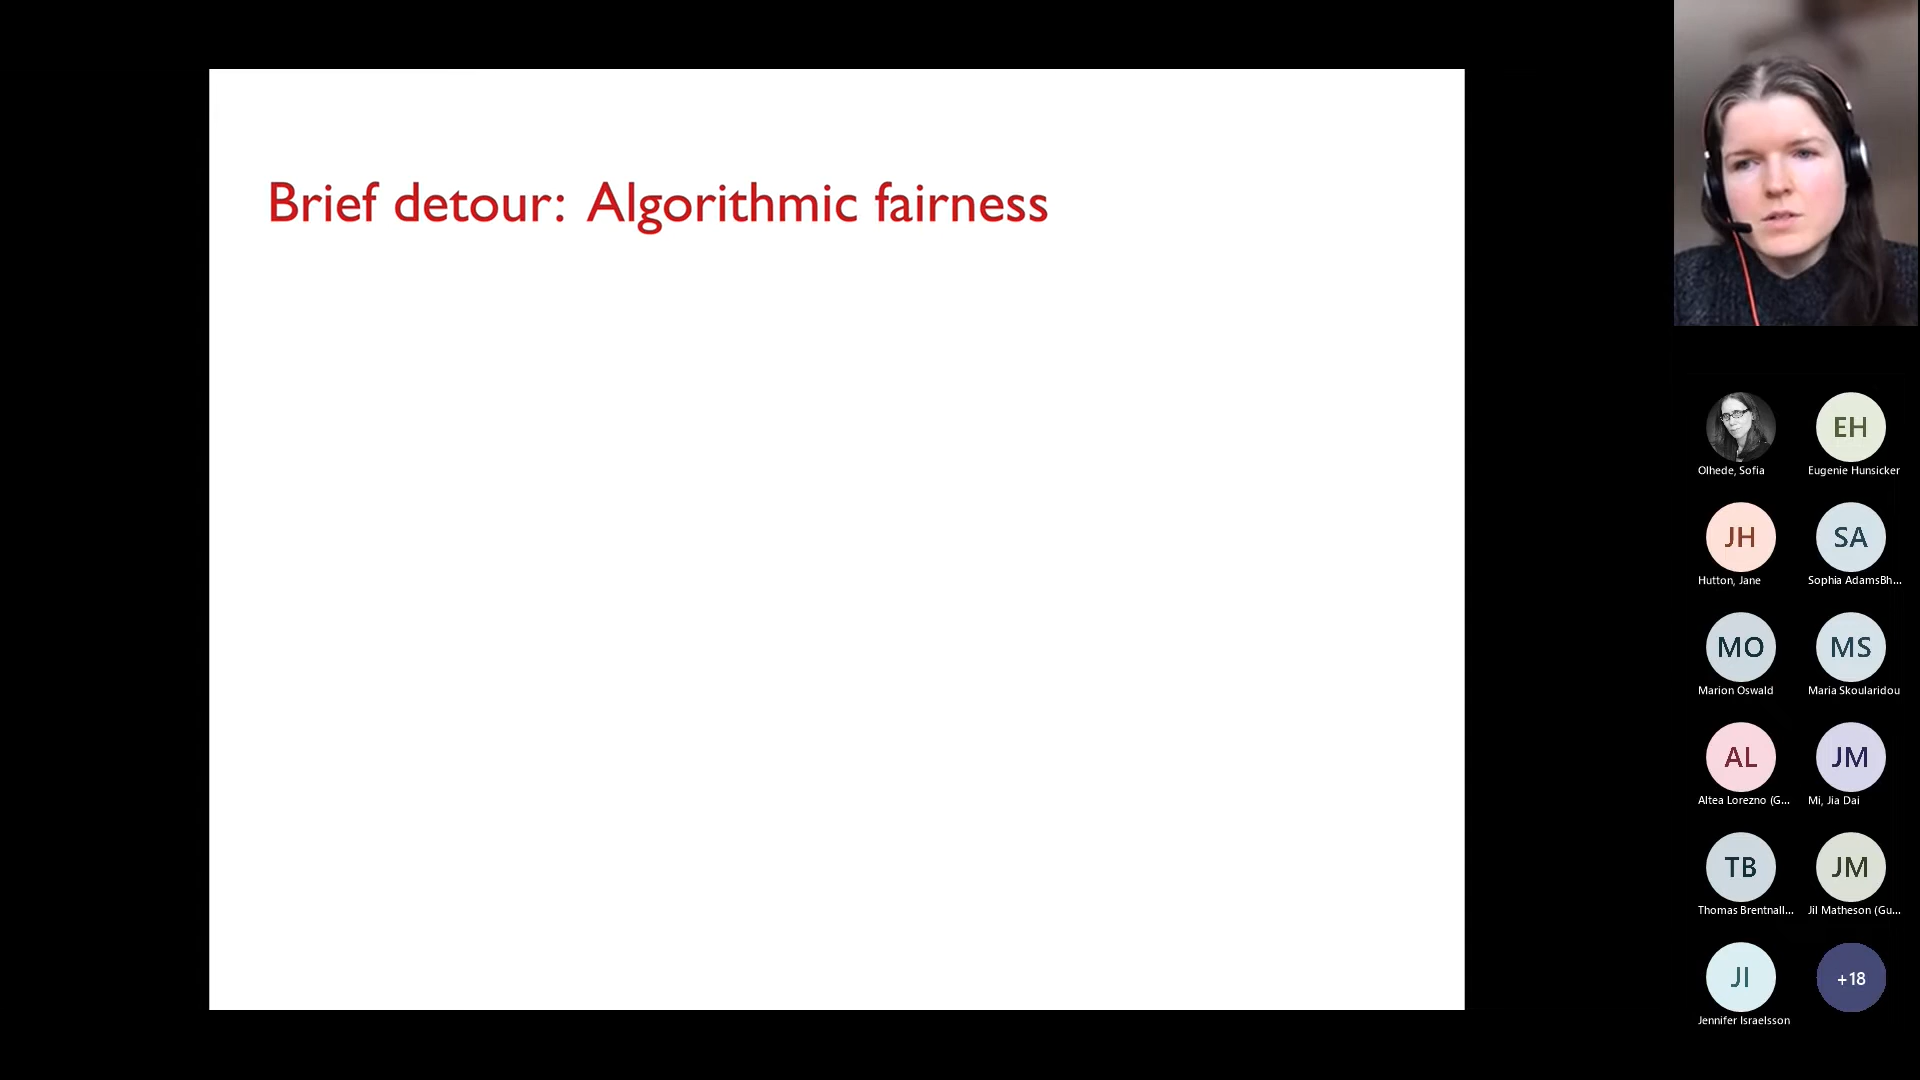 Brief detour: Algorithmic fairness
Olhede, Sofia
EH
Eugenie Hunsicker
JH
Hutton, Jane
SA
Sophia AdamsBh...
MO
Marion Oswald
MS
Maria Skoularidou
AL
Altea Lorezno (G...
JM
Mi, Jia Dai
TB
Thomas Brentnall...
JM
Jil Matheson (Gu...
JI
Jennifer Israelsson
+18